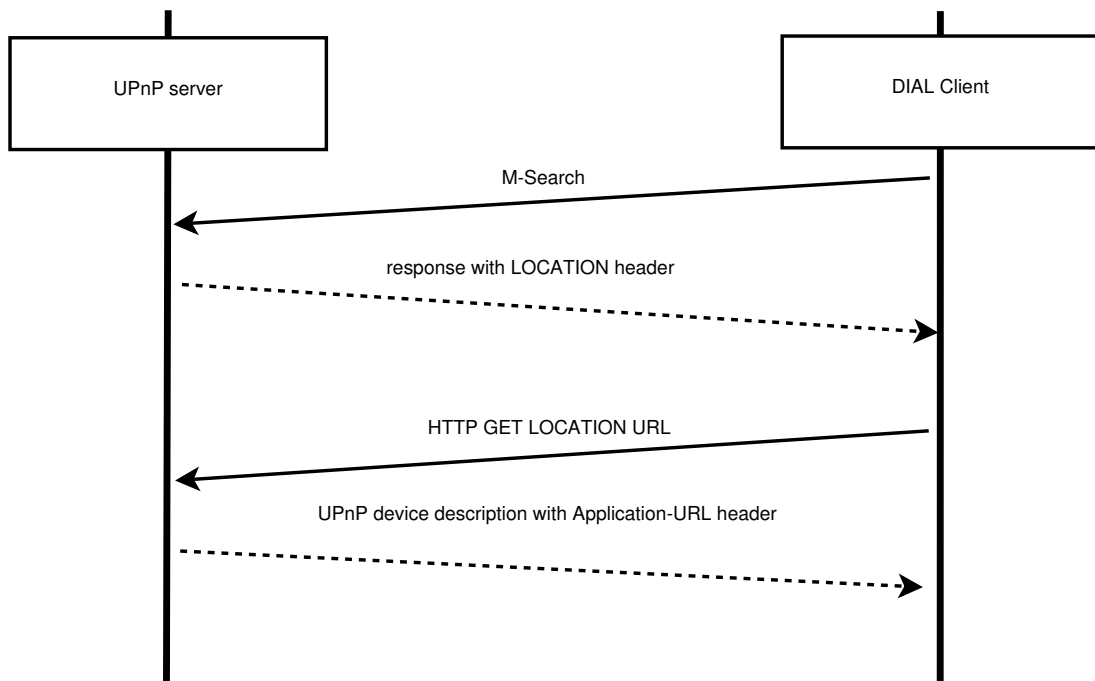 UPnP server
DIAL Client
M-Search
response with LOCATION header
HTTP GET LOCATION URL
UPnP device description with Application-URL header